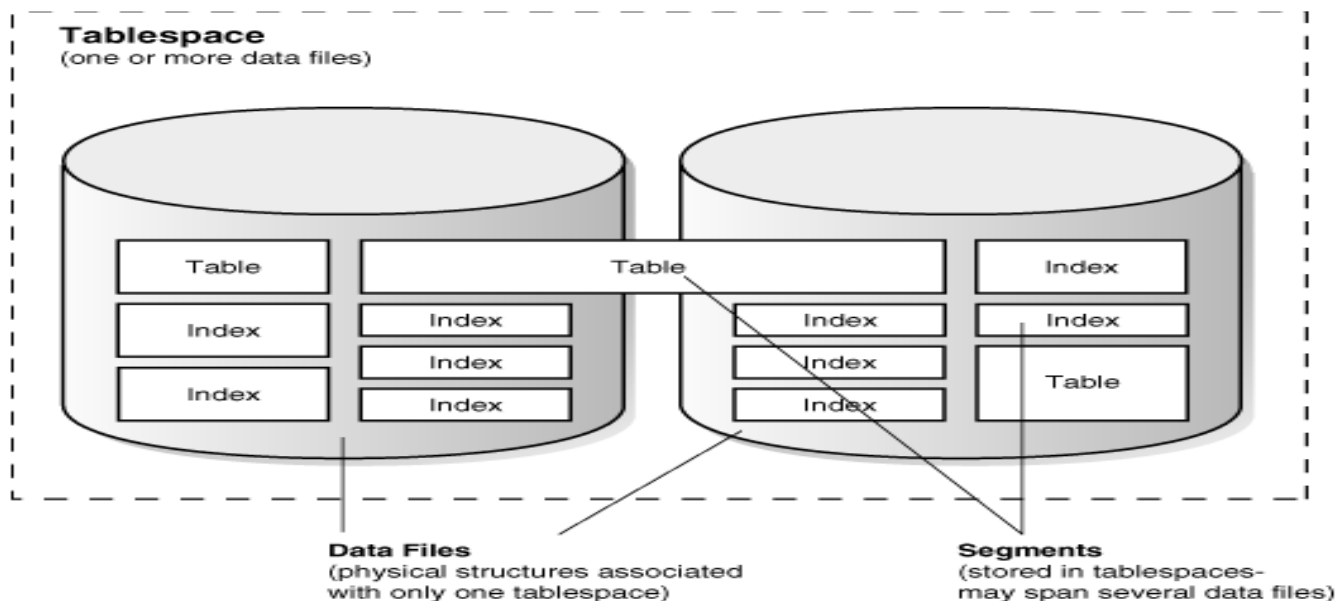 Tablespace
(one or more data files)
Table
Table
Index
Index
Index
Index
Index
Index
Index
Index
Index
Index
Index
Table
Data Files
(physical structures associated
with only one tablespace)
Segments
(stored in tablespaces-
may span several data files)